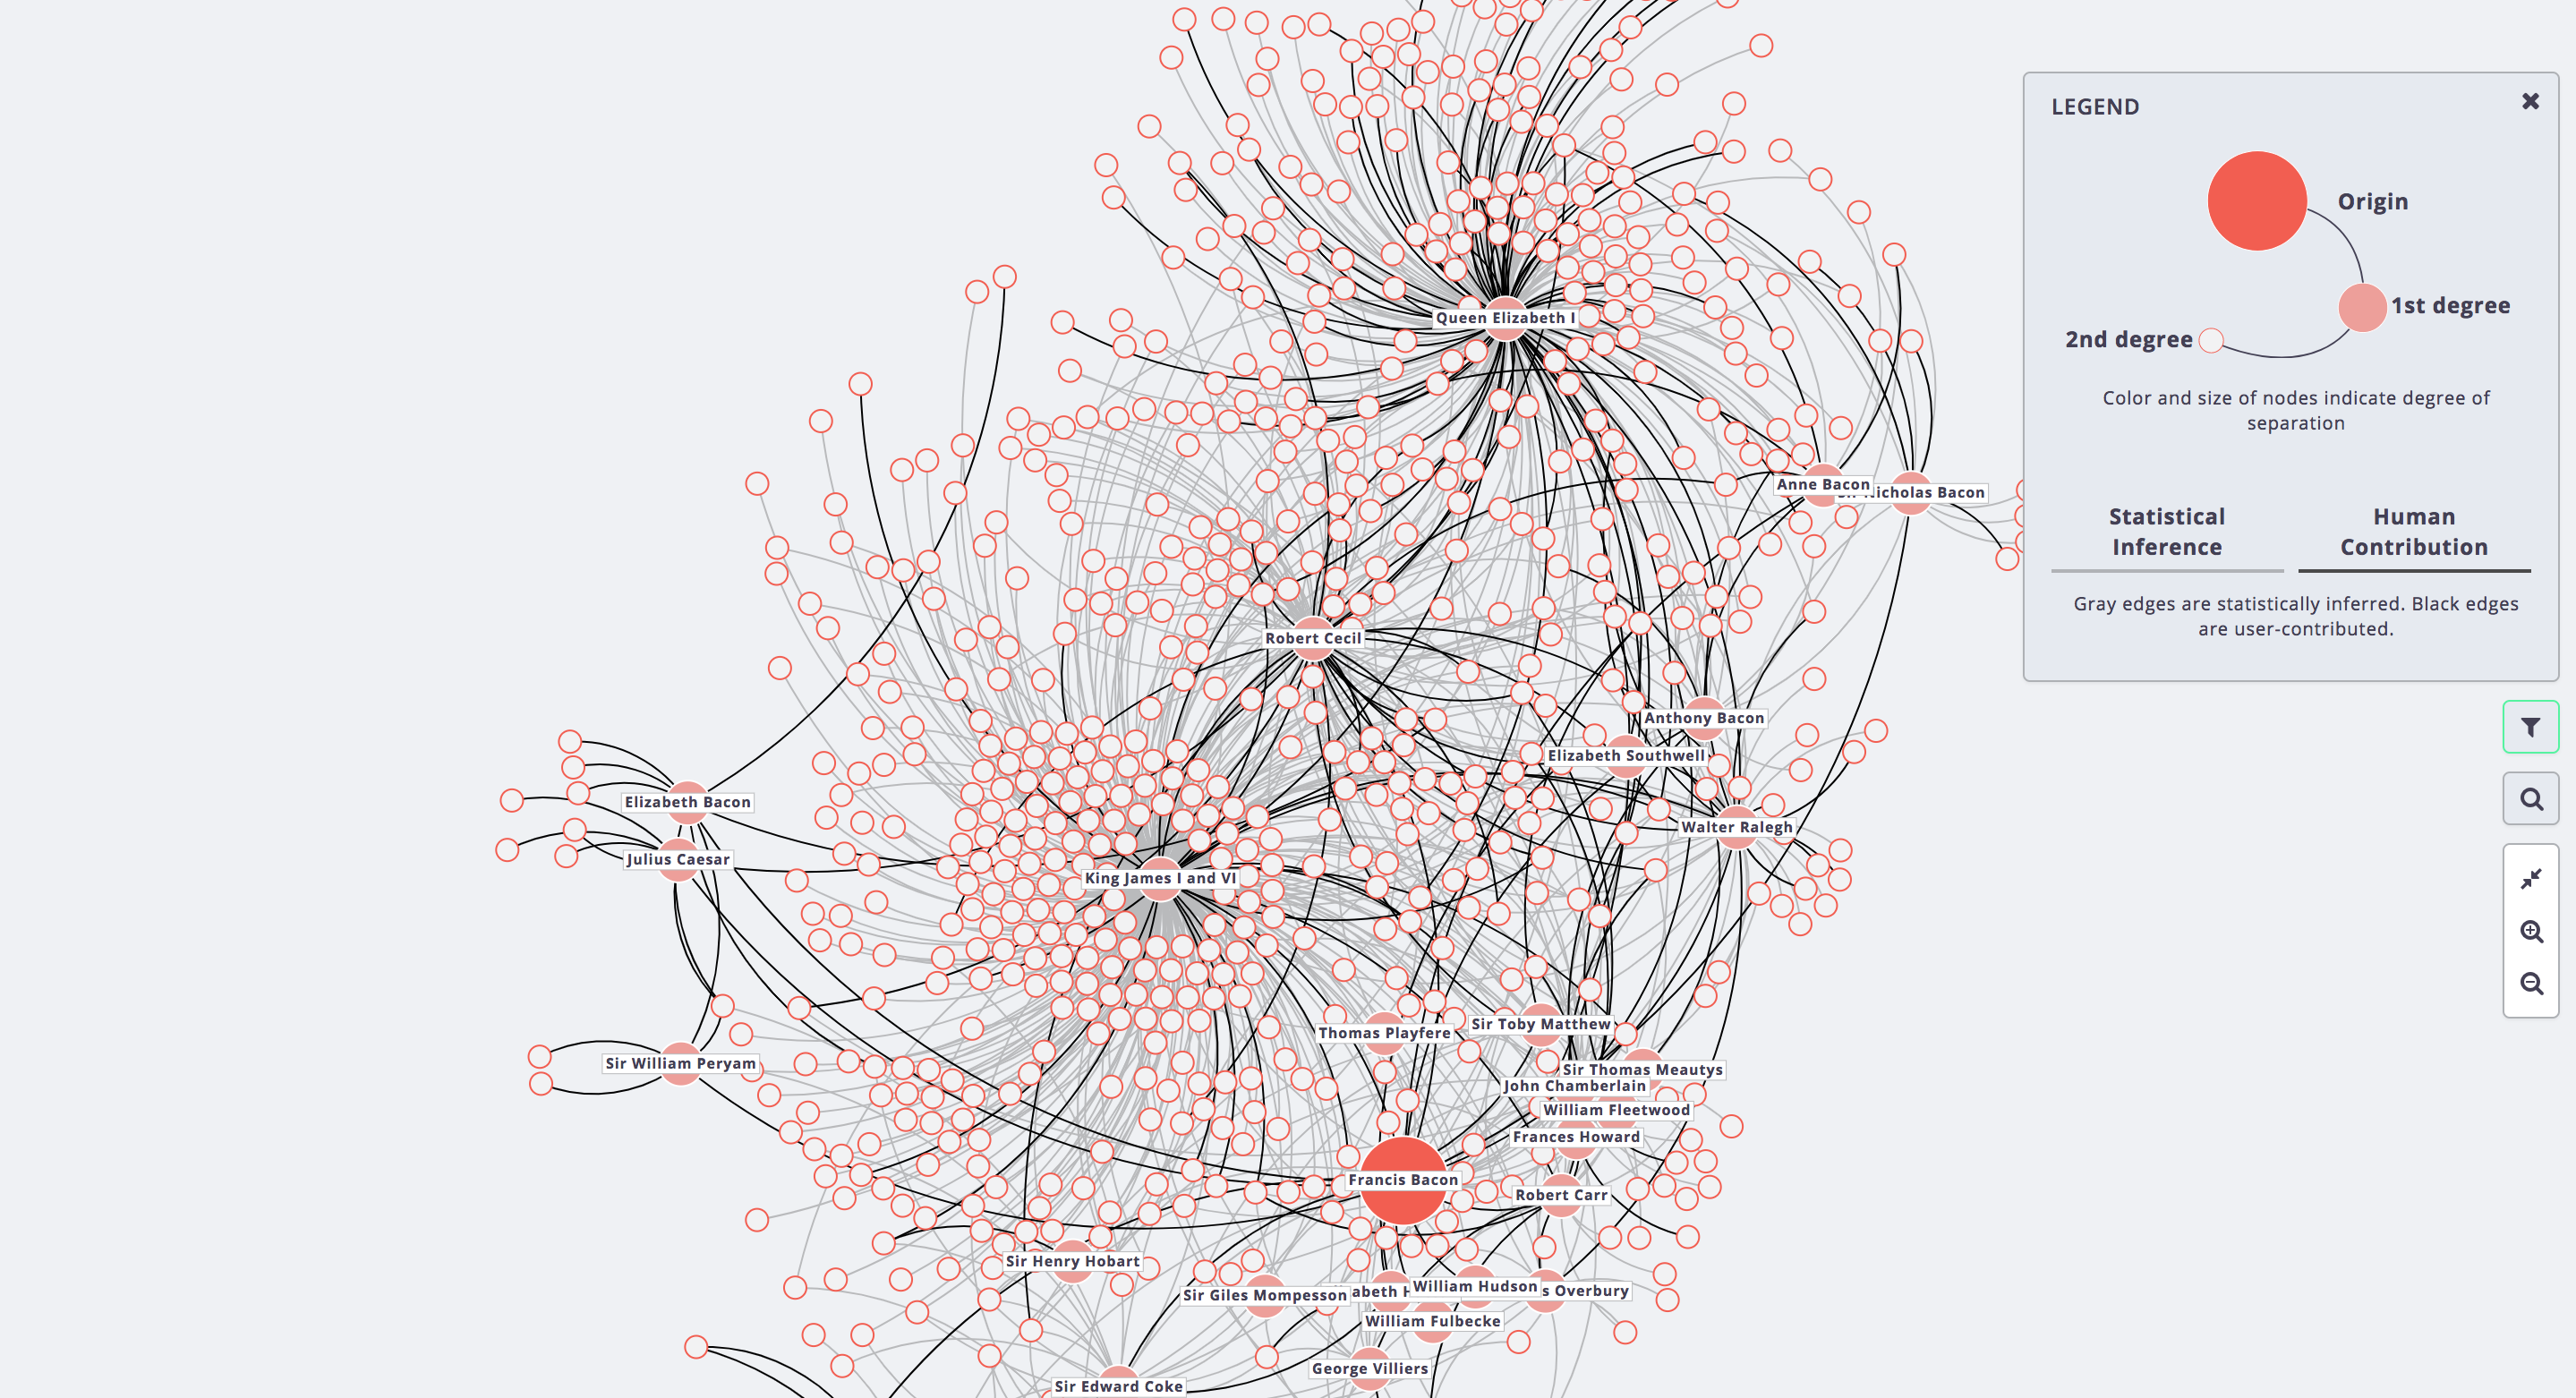 LEGEND
Origin
1st degree
2nd degree
Color and size of nodes indicate degree of
separation
Statistical
Inference
Human
Contribution
Gray edges are statistically inferred. Black edges
are user-contributed.
Queen Elizabeth I
Anne Bacon
Nicholas Bacon
Robert Cecil
Anthony Bacon
Elizabeth Southwell
Elizabeth Bacon
Walter Ralegh
Julius Caesar
King James I and VI
Sir Toby Matthew
Thomas Playfere
Sir William Peryam
Sir Thomas Meautys
John Chamberlain
William Fleetwood
Frances Howard
Francis Bacon
Robert Carr
Sir Henry Hobart
William Hudson
Overbury
Sir Giles Mompesson
William Fulbecke
George Villiers
Sir Edward Coke